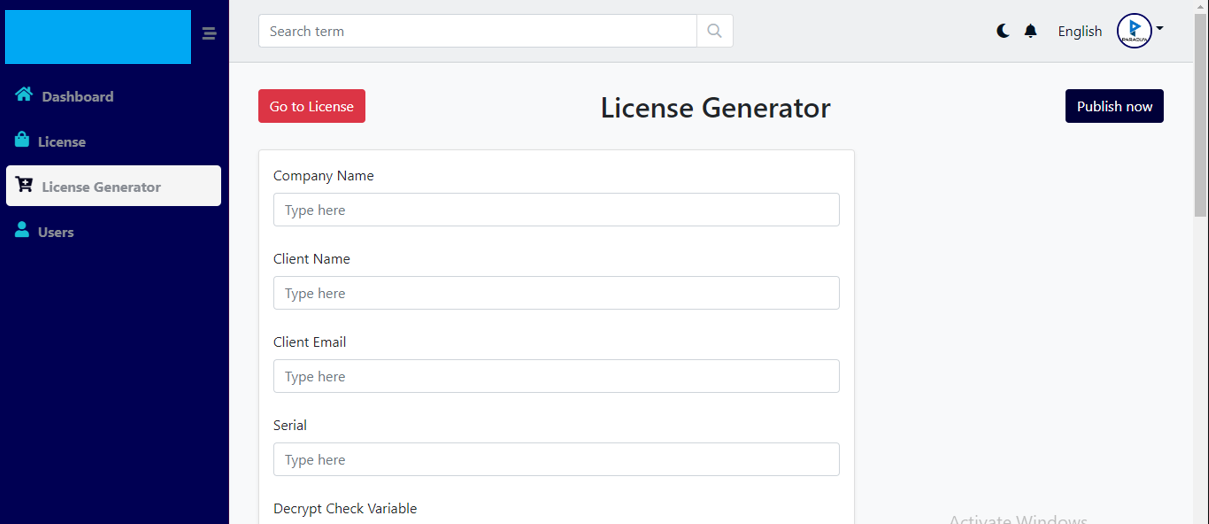 Search term
English
PARADUX
Dashboard
License
License Generator
Users
Go to License
License Generator
Publish now
Company Name
Type here
Client Name
Type here
Client Email
Type here
Serial
Type here
Decrypt Check Variable
Activate Windows